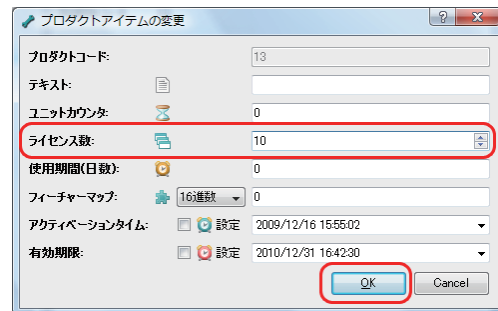 プロダクトアイテムの変更
プロダクトコード: 13
テキスト:
ユニットカウンタ: 0
ライセンス数: 10
使用期間(日数): 0
フィーチャーマップ: 16進数 0
アクティベーションタイム: 設定 2009/12/16 15:55:02
有効期限: 設定 2010/12/31 16:42:30
OK Cancel